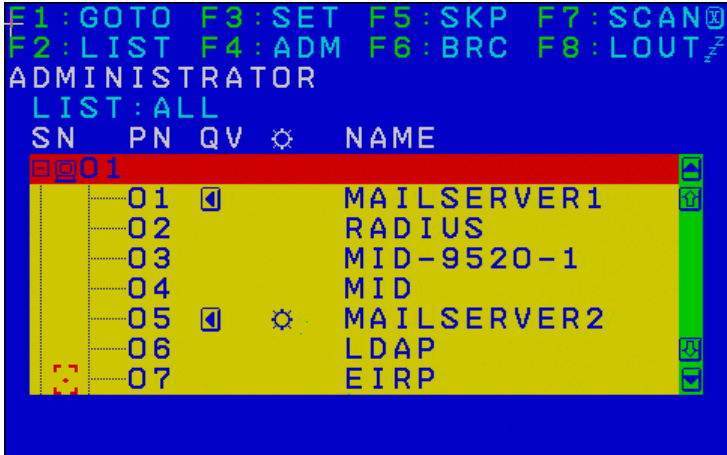 F1:GOTO F3:SET F5:SKP F7:SCAN
F2:LIST F4:ADM F6:BRC F8:LOUT zZ
ADMINISTRATOR
LIST:ALL
SN PN QV NAME
01
01 MAILSERVER1
02 RADIUS
03 MID-9520-1
04 MID
05 MAILSERVER2
06 LDAP
07 EIRP